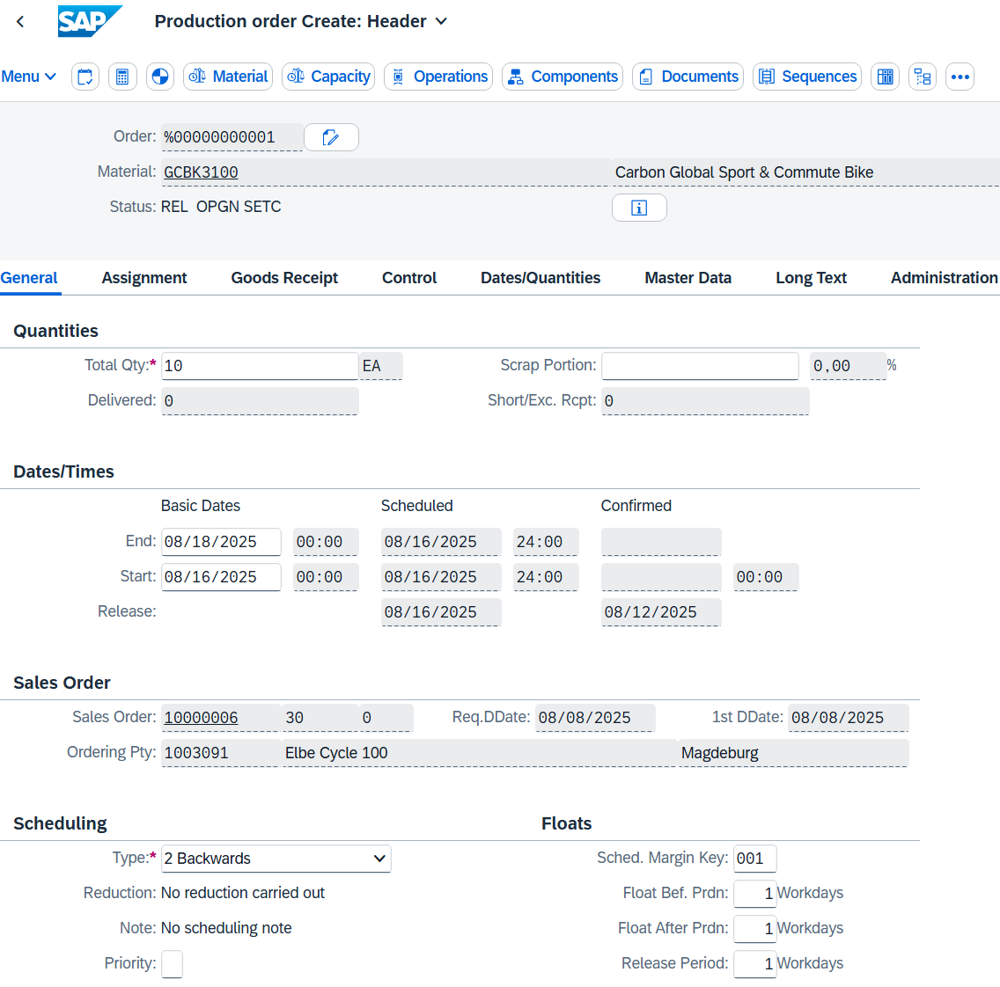 SAP Production order Create: Header
Menu Material Capacity Operations Components Documents Sequences
Order: %00000000001
Material: GCBK3100 Carbon Global Sport & Commute Bike
Status: REL OPGN SETC
General Assignment Goods Receipt Control Dates/Quantities Master Data Long Text Administration
Quantities
Total Qty:* 10 EA Scrap Portion: 0,00 %
Delivered: 0 Short/Exc. Rcpt: 0
Dates/Times
Basic Dates Scheduled Confirmed
End: 08/18/2025 00:00 08/16/2025 24:00
Start: 08/16/2025 00:00 08/16/2025 24:00 00:00
Release: 08/16/2025 08/12/2025
Sales Order
Sales Order: 10000006 30 0 Req.DDate: 08/08/2025 1st DDate: 08/08/2025
Ordering Pty: 1003091 Elbe Cycle 100 Magdeburg
Scheduling Floats
Type:* 2 Backwards Sched. Margin Key: 001
Reduction: No reduction carried out Float Bef. Prdn: 1 Workdays
Note: No scheduling note Float After Prdn: 1 Workdays
Priority: Release Period: 1 Workdays